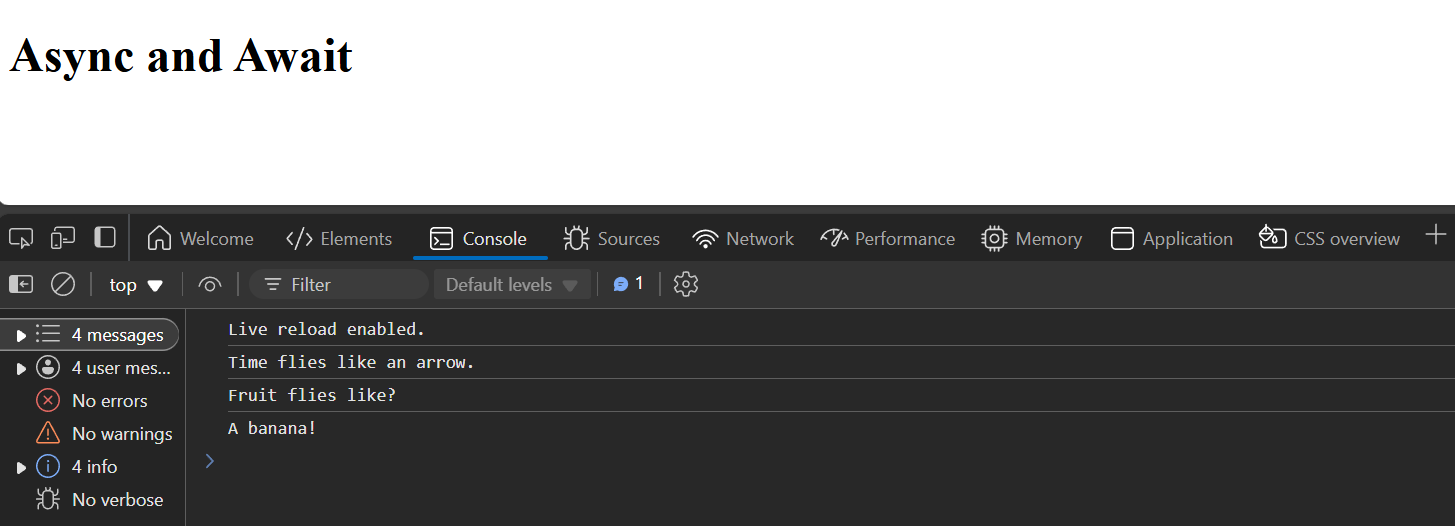 Async and Await
Welcome Elements Console Sources Network Performance Memory Application CSS overview
top Filter Default levels 1
4 messages
4 user mes...
No errors
No warnings
4 info
No verbose
Live reload enabled.
Time flies like an arrow.
Fruit flies like?
A banana!